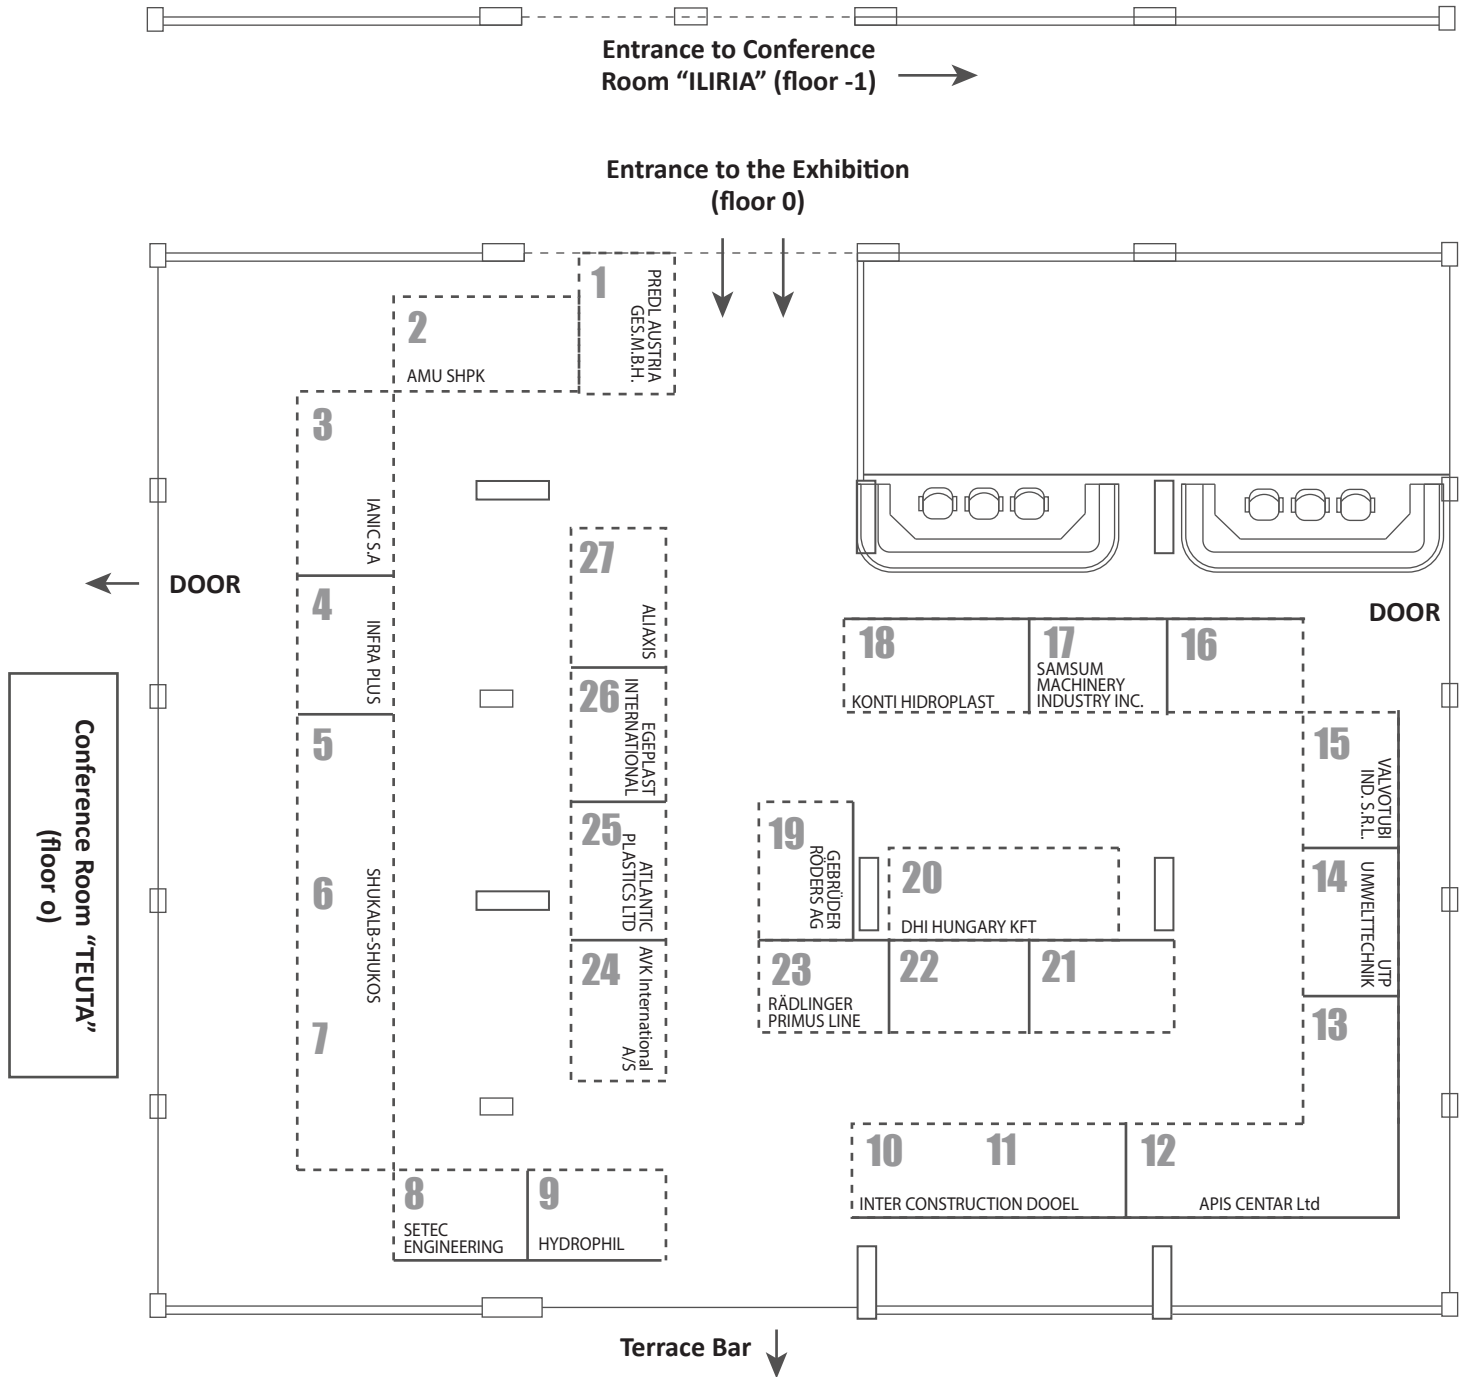 Entrance to Conference
Room “ILIRIA” (floor -1)
Entrance to the Exhibition
(floor 0)
1
PREDL AUSTRIA
GES.M.B.H.
2
AMU SHPK
3
IANIC S.A
DOOR
4
INFRA PLUS
5
6
7
SHUKALB-SHUKOS
Conference Room “TEUTA”
(floor o)
8
SETEC
ENGINEERING
9
HYDROPHIL
27
ALIAXIS
26
EGEPLAST
INTERNATIONAL
25
ATLANTIC
PLASTICS LTD
24
AVK International
A/S
DOOR
18
KONTI HIDROPLAST
17
SAMSUM
MACHINERY
INDUSTRY INC.
16
15
VALVOTUBI
IND. S.R.L.
14
UTP
UMWELTTECHNIK
13
19
GEBRÜDER
RÖDERS AG
20
DHI HUNGARY KFT
23
RÄDLINGER
PRIMUS LINE
22
21
10
11
INTER CONSTRUCTION DOOEL
12
APIS CENTAR Ltd
Terrace Bar